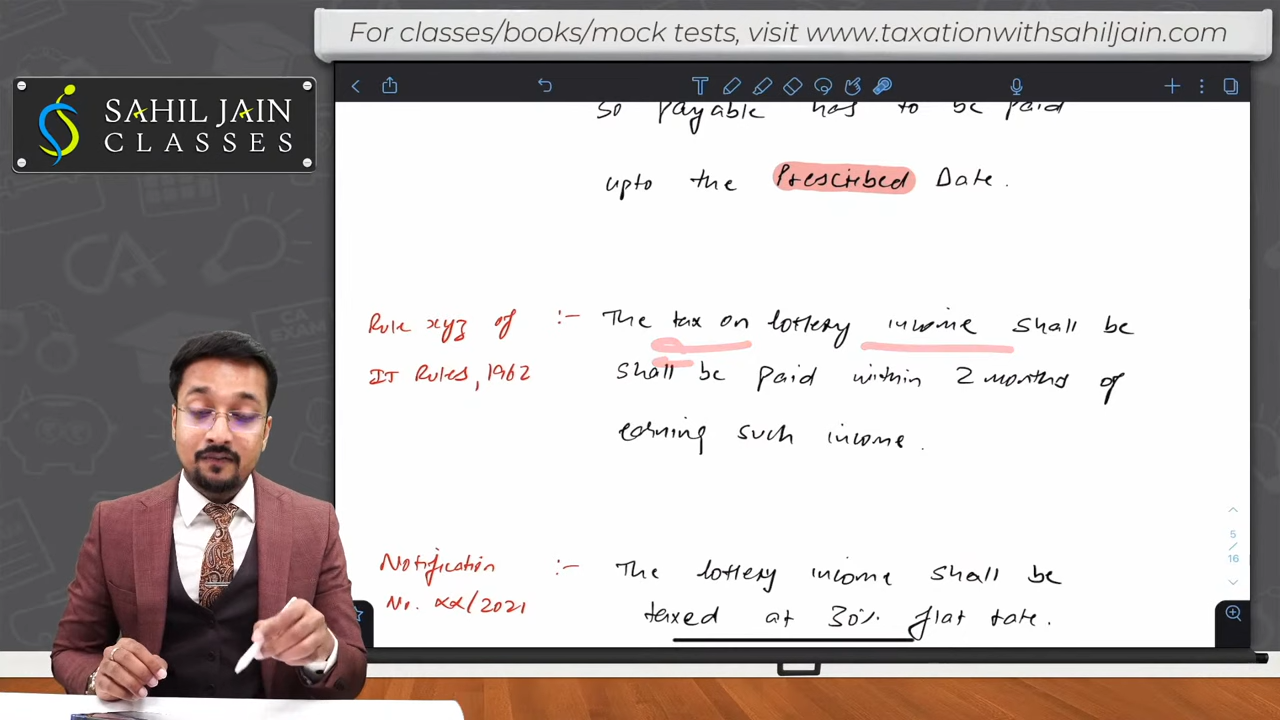 For classes/books/mock tests, visit www.taxationwithsahiljain.com
SAHIL JAIN
CLASSES
so payable has to be paid
upto the Prescribed Date.
Rule xyz of :- The tax on lottery income shall be
IT Rules, 1962 shall be paid within 2 months of
earning such income.
5
/
16
Notification :- The lottery income shall be
No. xx/2021 taxed at 30% flat rate.